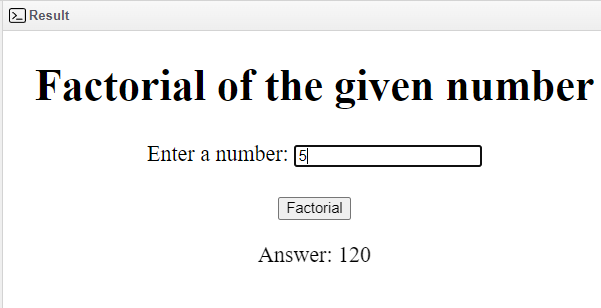 Result
Factorial of the given number
Enter a number: 5
Factorial
Answer: 120